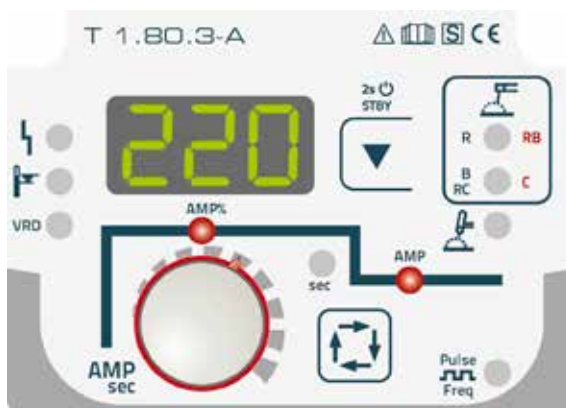 T 1.80.3-A
S CE
2s
STBY
220
R RB
B
RC C
VRD
AMP%
AMP
sec
AMP
sec
Pulse
Freq